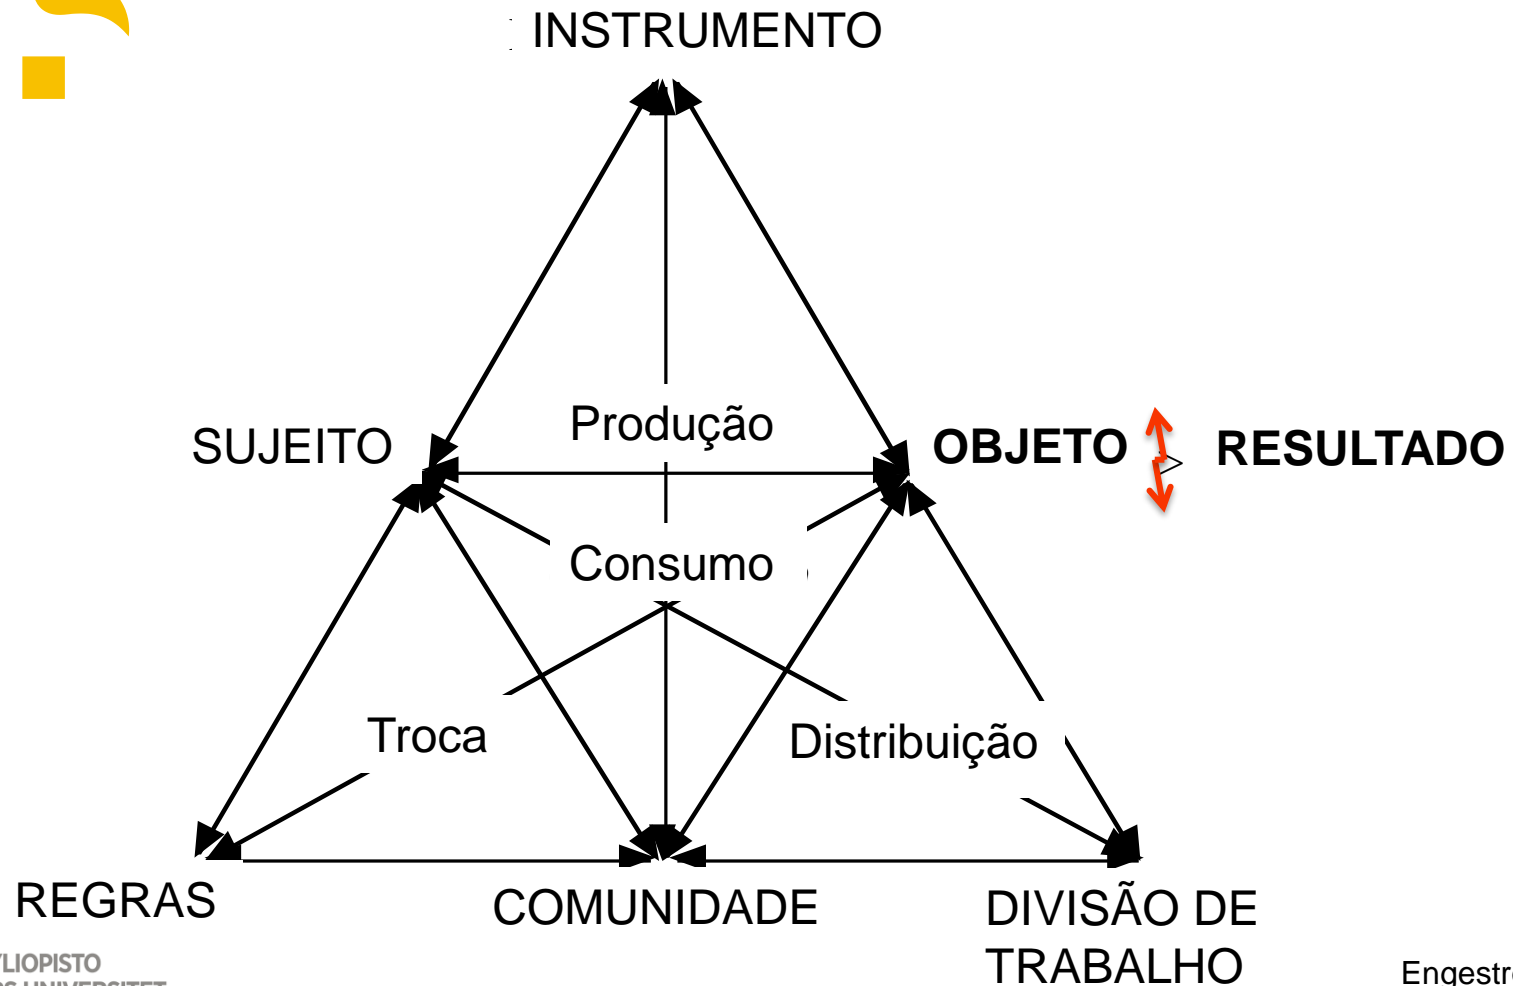 INSTRUMENTO
Produção
SUJEITO
OBJETO
RESULTADO
Consumo
Troca
Distribuição
REGRAS
COMUNIDADE
DIVISÃO DE
TRABALHO